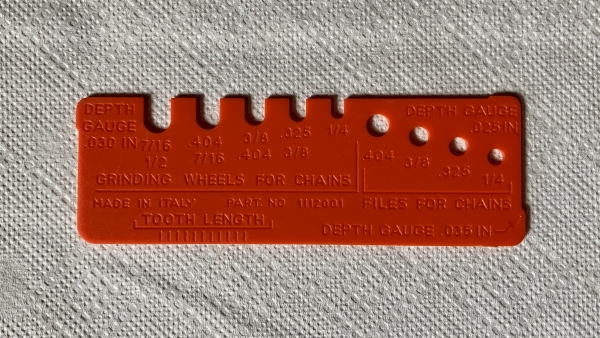 DEPTH
GAUGE
.030 IN
7/16 .404 3/8 .325 1/4
1/2 7/16 .404 3/8
GRINDING WHEELS FOR CHAINS
DEPTH GAUGE
.025 IN
.404 3/8 .325 1/4
FILES FOR CHAINS
MADE IN ITALY PART. NO 1112001
TOOTH LENGTH
DEPTH GAUGE .035 IN